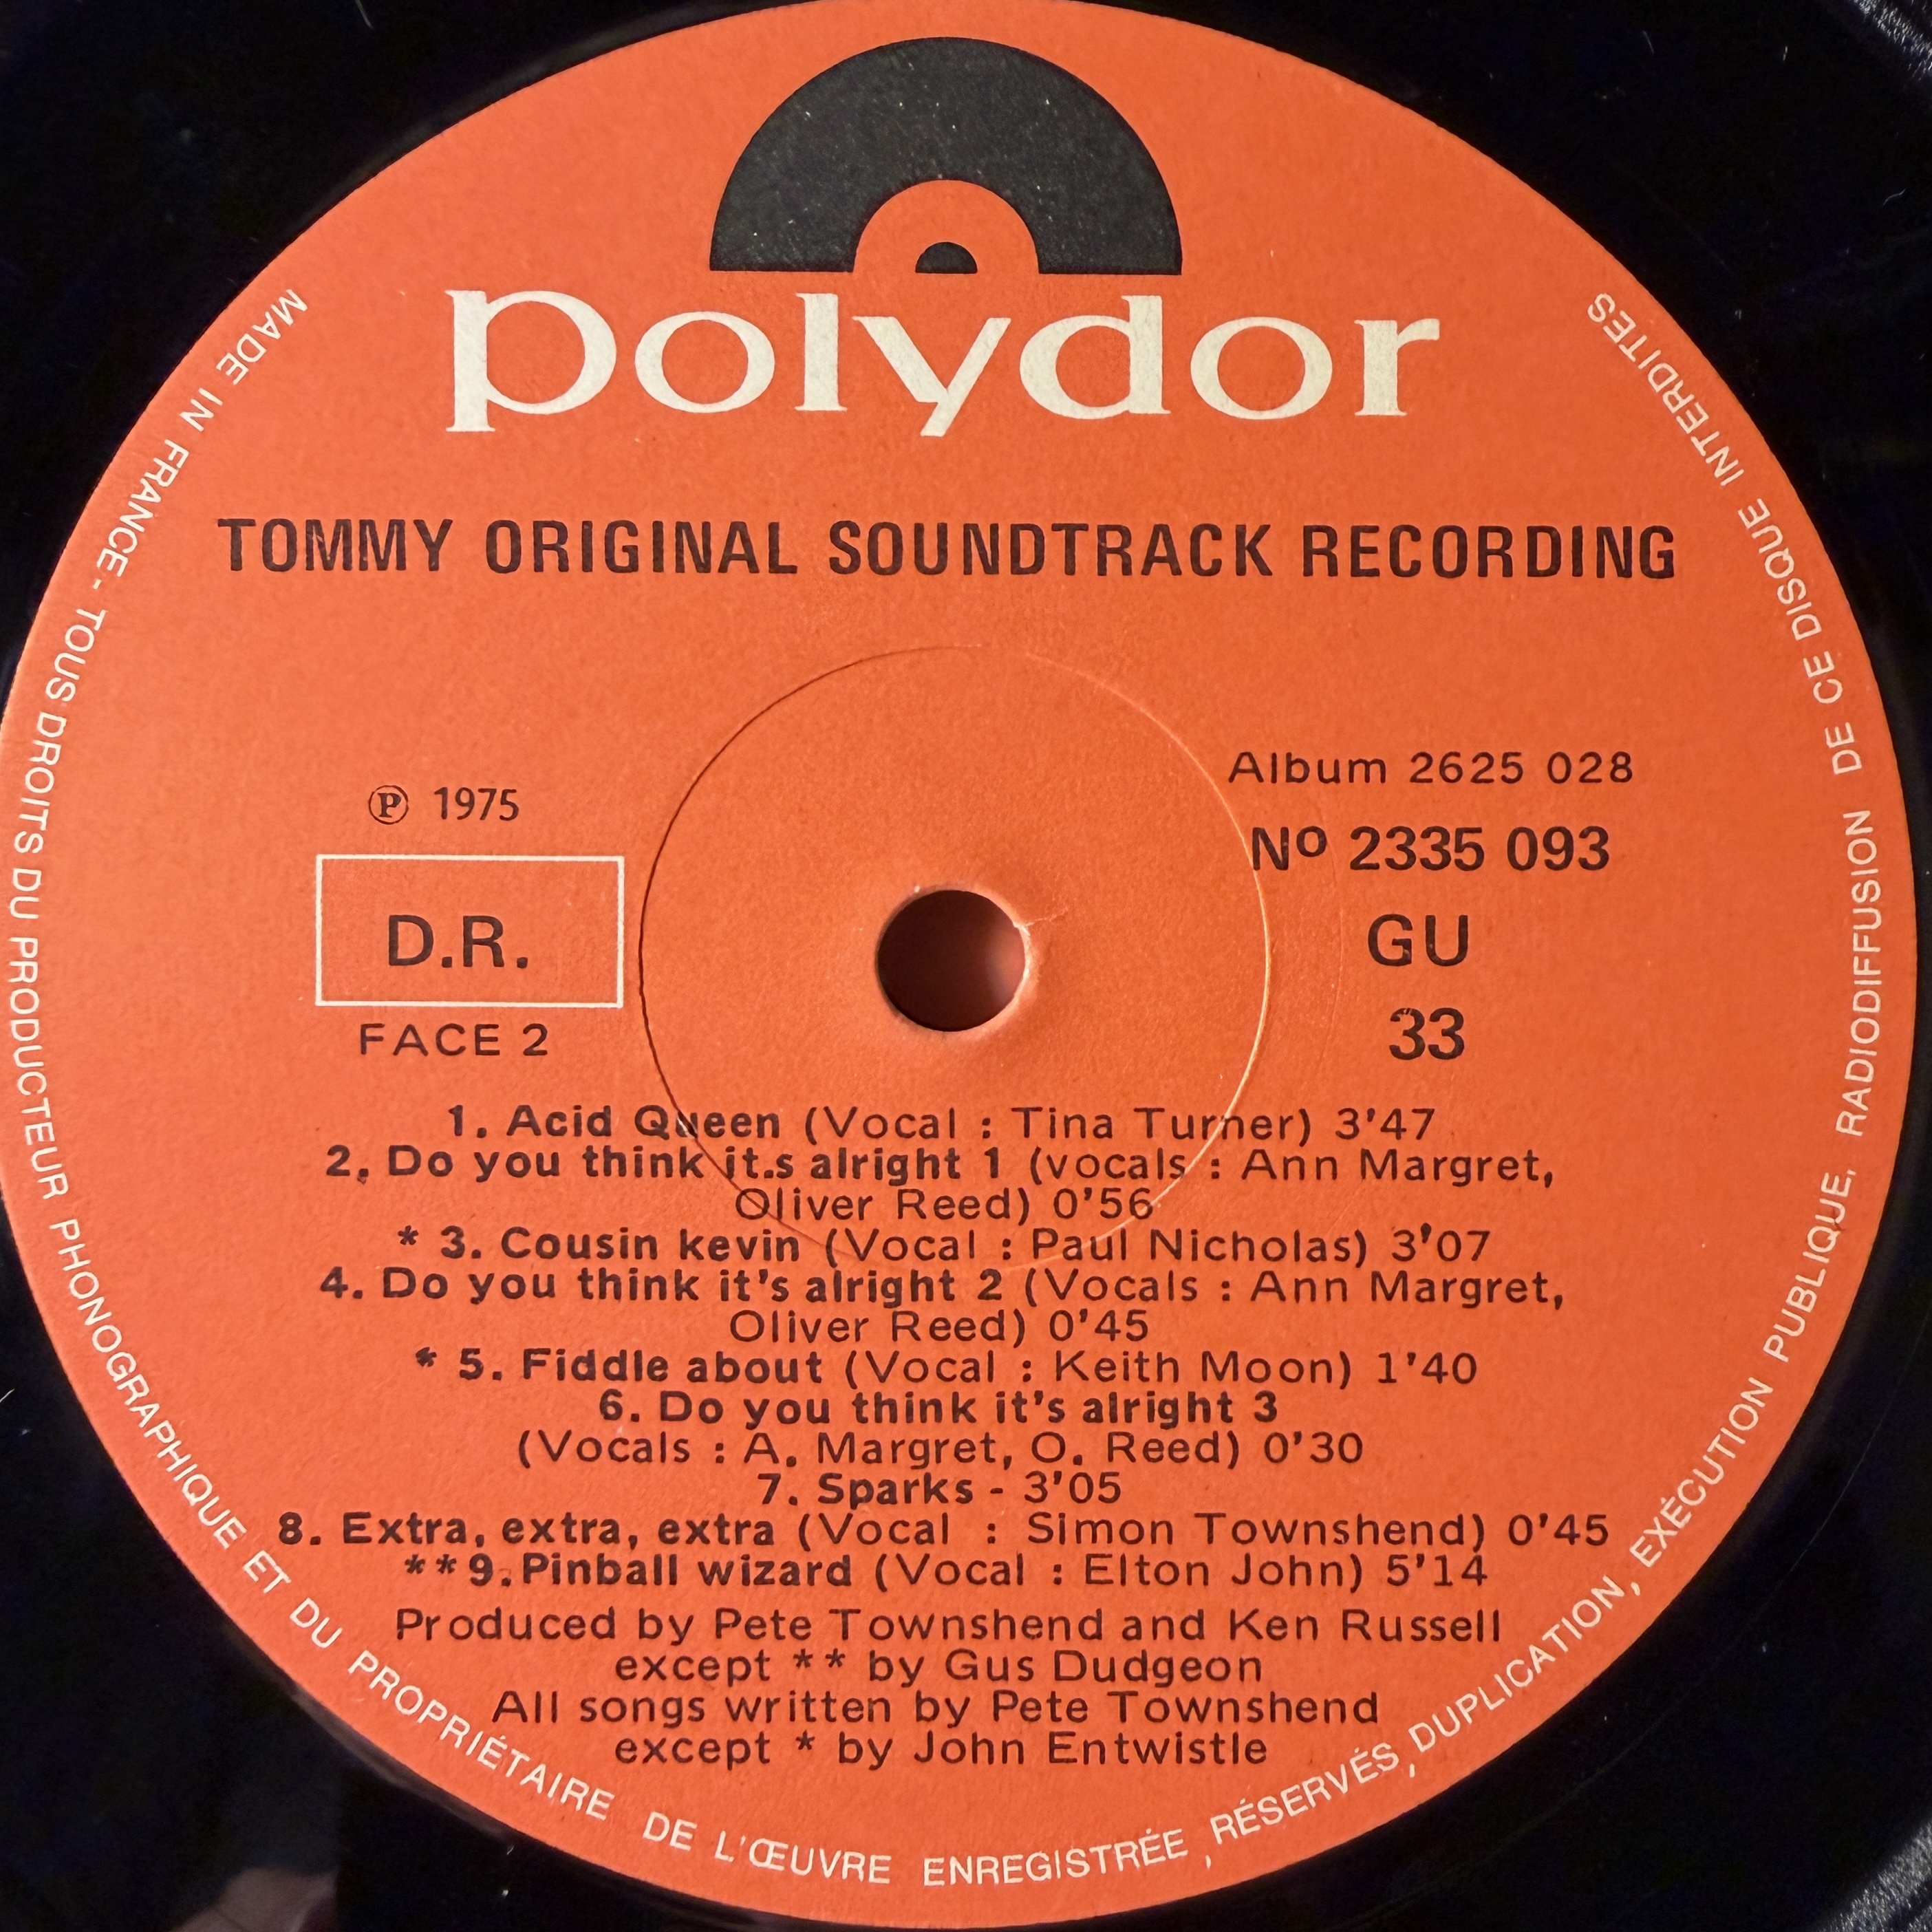 polydor
TOMMY ORIGINAL SOUNDTRACK RECORDING
℗ 1975
D.R.
FACE 2
Album 2625 028
Nº 2335 093
GU
33
1. Acid Queen (Vocal : Tina Turner) 3'47
2. Do you think it.s alright 1 (vocals : Ann Margret,
Oliver Reed) 0'56
* 3. Cousin kevin (Vocal : Paul Nicholas) 3'07
4. Do you think it's alright 2 (Vocals : Ann Margret,
Oliver Reed) 0'45
* 5. Fiddle about (Vocal : Keith Moon) 1'40
6. Do you think it's alright 3
(Vocals : A. Margret, O. Reed) 0'30
7. Sparks - 3'05
8. Extra, extra, extra (Vocal : Simon Townshend) 0'45
**9. Pinball wizard (Vocal : Elton John) 5'14
Produced by Pete Townshend and Ken Russell
except ** by Gus Dudgeon
All songs written by Pete Townshend
except * by John Entwistle
MADE IN FRANCE - TOUS DROITS DU PRODUCTEUR PHONOGRAPHIQUE ET DU PROPRIÉTAIRE DE L'ŒUVRE ENREGISTRÉE, RÉSERVÉS, DUPLICATION, EXÉCUTION PUBLIQUE, RADIODIFFUSION DE CE DISQUE INTERDITES